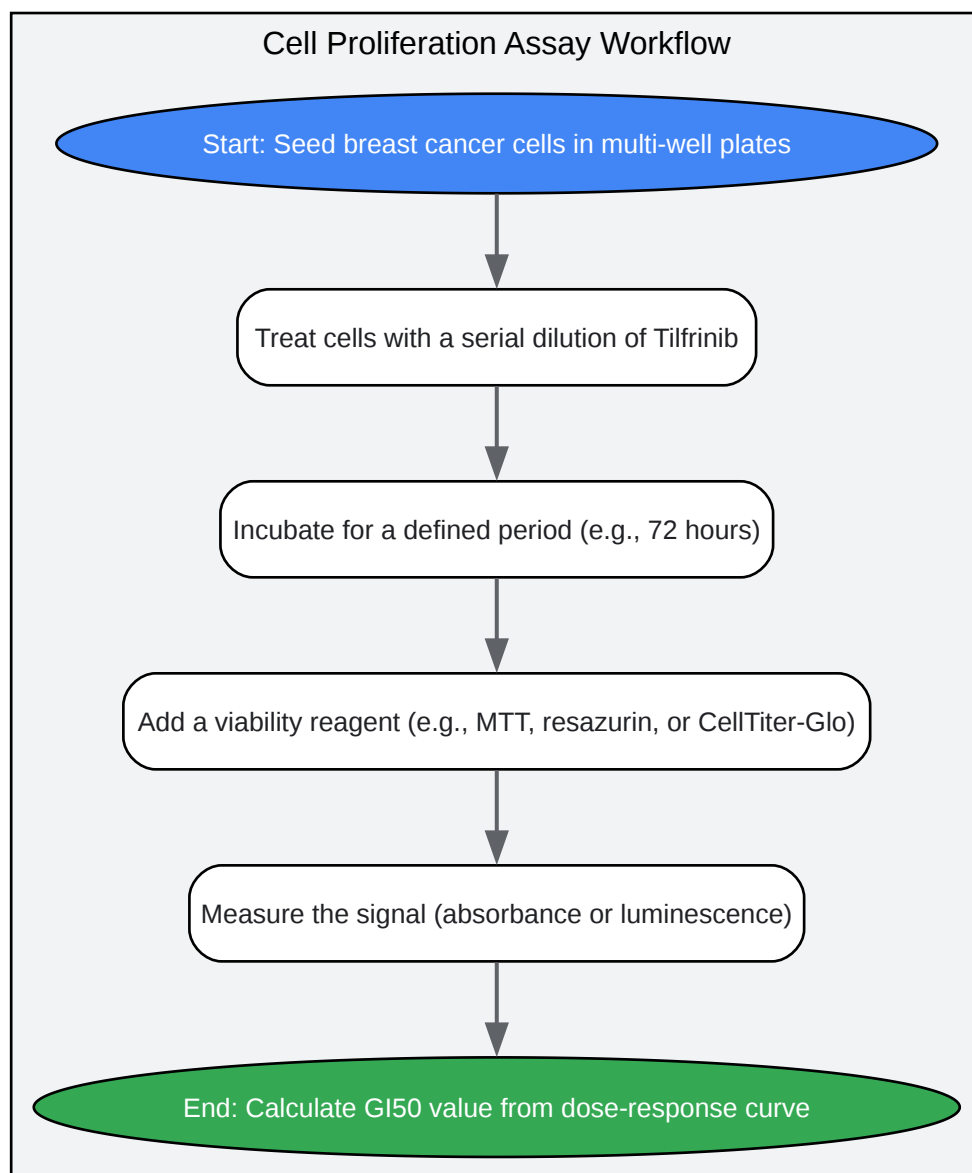 Cell Proliferation Assay Workflow
Start: Seed breast cancer cells in multi-well plates
Treat cells with a serial dilution of Tilfrinib
Incubate for a defined period (e.g., 72 hours)
Add a viability reagent (e.g., MTT, resazurin, or CellTiter-Glo)
Measure the signal (absorbance or luminescence)
End: Calculate GI50 value from dose-response curve